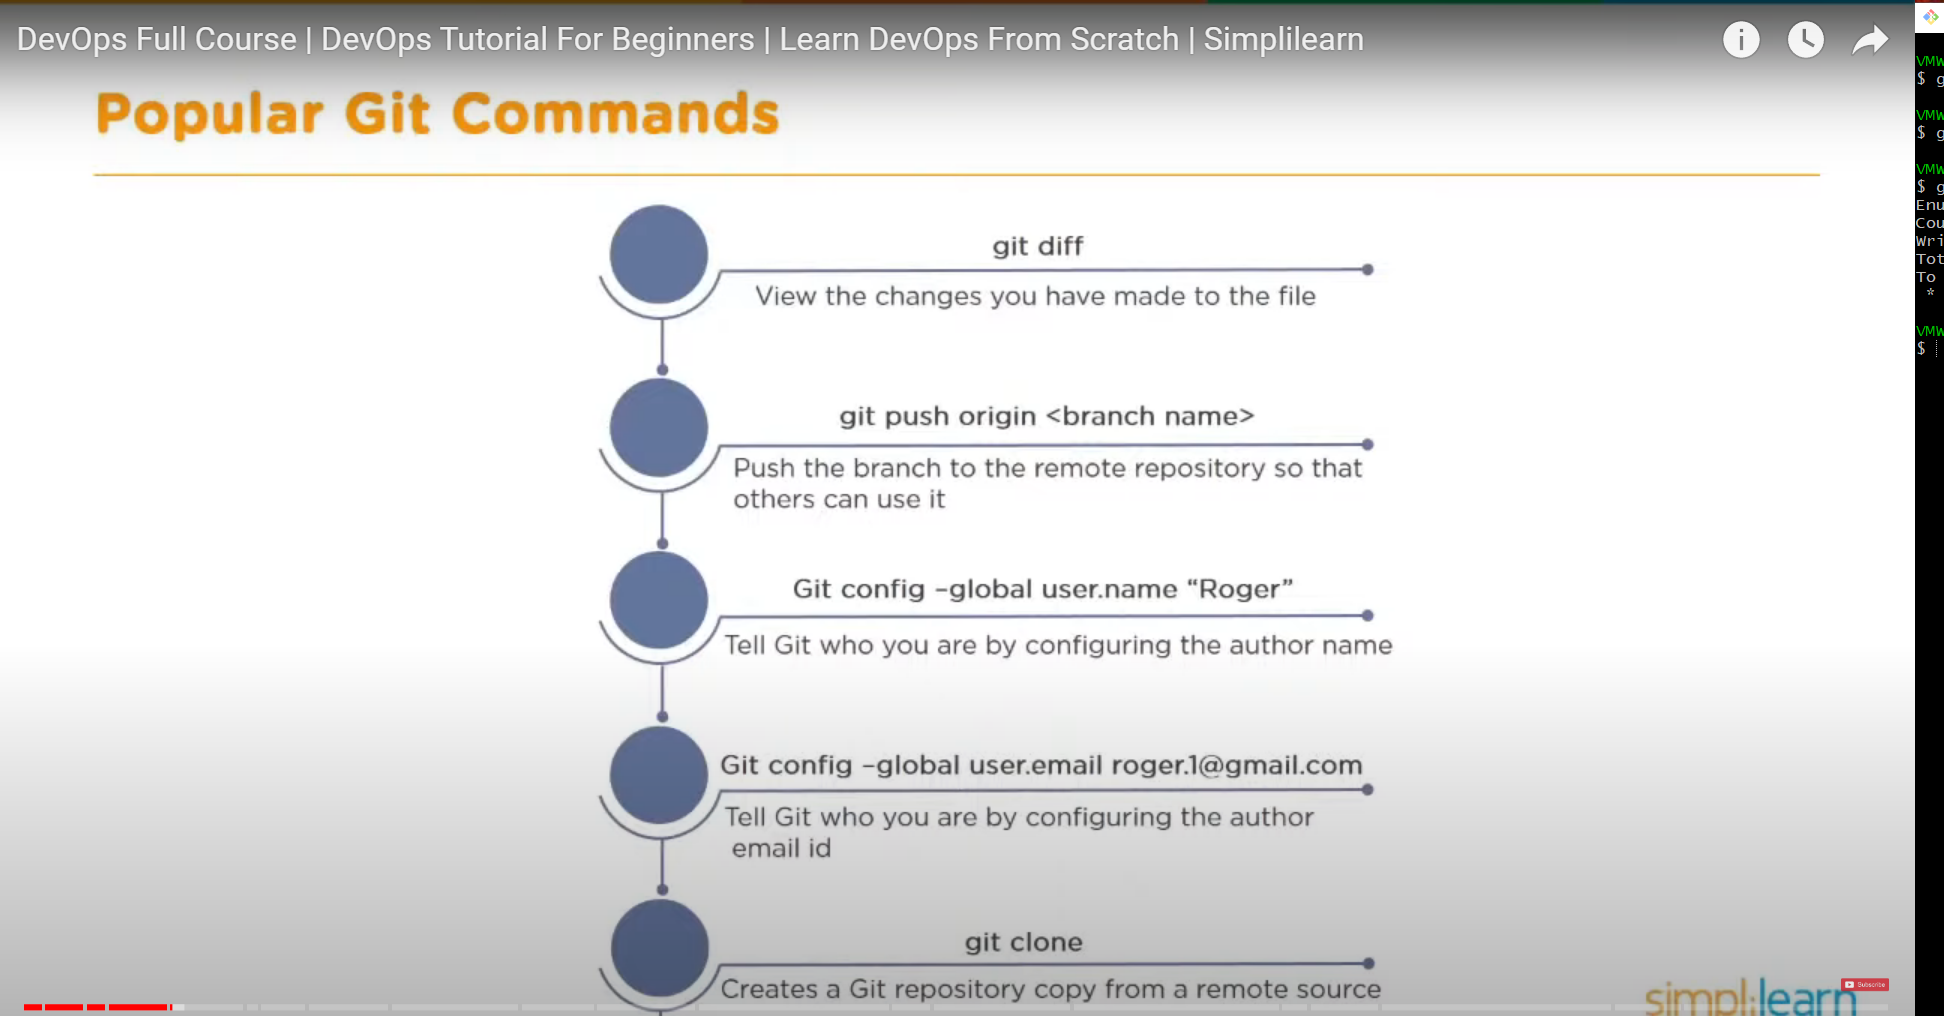 DevOps Full Course | DevOps Tutorial For Beginners | Learn DevOps From Scratch | Simplilearn
Popular Git Commands
git diff
View the changes you have made to the file
git push origin <branch name>
Push the branch to the remote repository so that
others can use it
Git config –global user.name “Roger”
Tell Git who you are by configuring the author name
Git config –global user.email roger.1@gmail.com
Tell Git who you are by configuring the author
email id
git clone
Creates a Git repository copy from a remote source
Subscribe
simplilearn
VMW
$ g
VMW
$ g
VMW
$ g
Enu
Cou
Wri
Tot
To
*
VMW
$